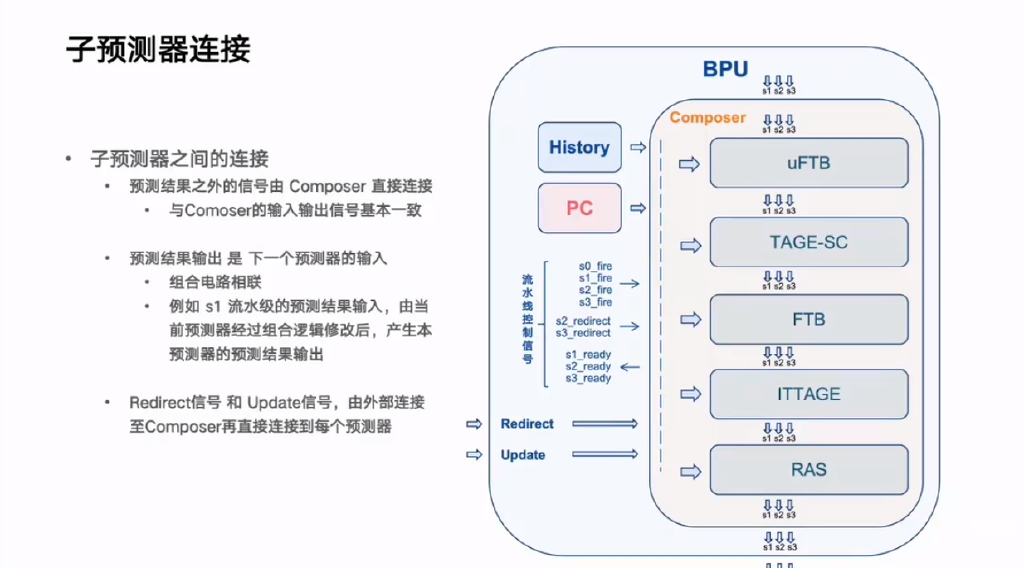 子预测器连接
• 子预测器之间的连接
• 预测结果之外的信号由 Composer 直接连接
• 与Comoser的输入输出信号基本一致
• 预测结果输出 是 下一个预测器的输入
• 组合电路相联
• 例如 s1 流水级的预测结果输入，由当
前预测器经过组合逻辑修改后，产生本
预测器的预测结果输出
• Redirect信号 和 Update信号，由外部连接
至Composer再直接连接到每个预测器
BPU
s1 s2 s3
Composer
s1 s2 s3
History
PC
流水线控制信号
s0_fire
s1_fire
s2_fire
s3_fire
s2_redirect
s3_redirect
s1_ready
s2_ready
s3_ready
Redirect
Update
uFTB
s1 s2 s3
TAGE-SC
s1 s2 s3
FTB
s1 s2 s3
ITTAGE
s1 s2 s3
RAS
s1 s2 s3
s1 s2 s3